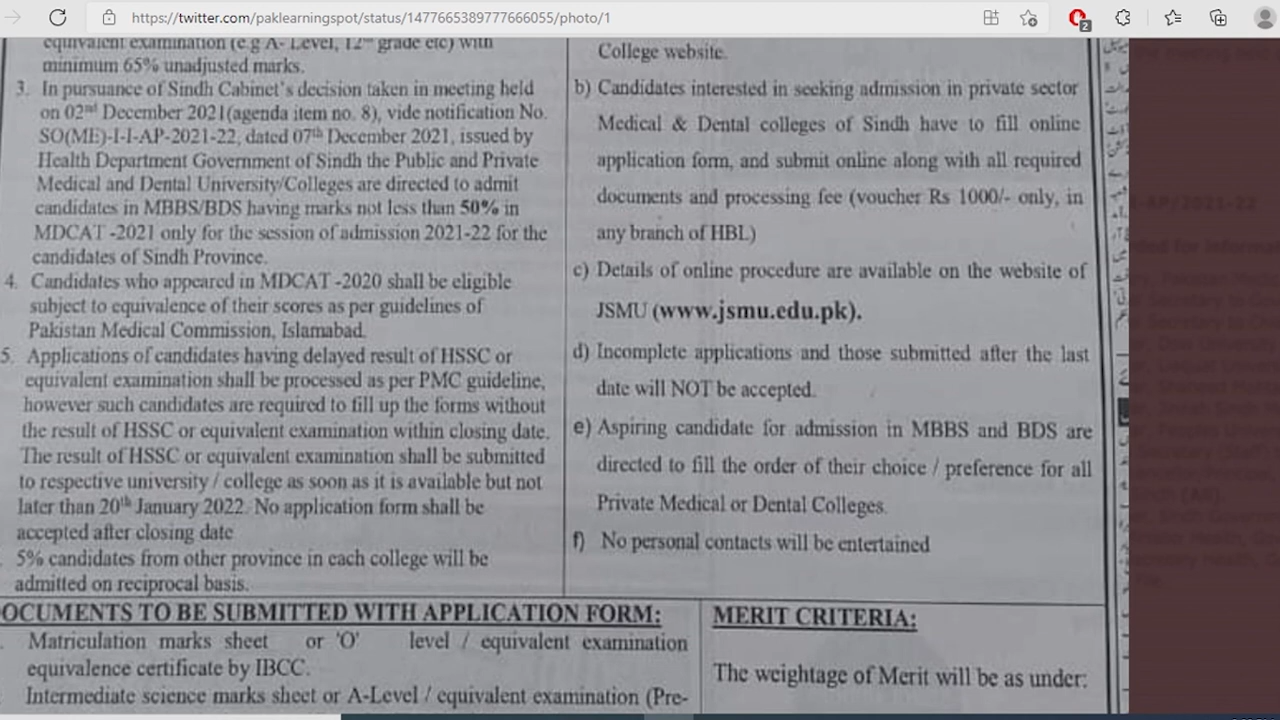 https://twitter.com/paklearningspot/status/1477665389777666055/photo/1
2
equivalent examination (e.g A- Level, 12th grade etc) with
minimum 65% unadjusted marks.
3. In pursuance of Sindh Cabinet's decision taken in meeting held
on 02nd December 2021(agenda item no. 8), vide notification No.
SO(ME)-I-I-AP-2021-22, dated 07th December 2021, issued by
Health Department Government of Sindh the Public and Private
Medical and Dental University/Colleges are directed to admit
candidates in MBBS/BDS having marks not less than 50% in
MDCAT -2021 only for the session of admission 2021-22 for the
candidates of Sindh Province.
4. Candidates who appeared in MDCAT -2020 shall be eligible
subject to equivalence of their scores as per guidelines of
Pakistan Medical Commission, Islamabad.
5. Applications of candidates having delayed result of HSSC or
equivalent examination shall be processed as per PMC guideline,
however such candidates are required to fill up the forms without
the result of HSSC or equivalent examination within closing date.
The result of HSSC or equivalent examination shall be submitted
to respective university / college as soon as it is available but not
later than 20th January 2022. No application form shall be
accepted after closing date
5% candidates from other province in each college will be
admitted on reciprocal basis.
College website.
b) Candidates interested in seeking admission in private sector
Medical & Dental colleges of Sindh have to fill online
application form, and submit online along with all required
documents and processing fee (voucher Rs 1000/- only, in
any branch of HBL)
c) Details of online procedure are available on the website of
JSMU (www.jsmu.edu.pk).
d) Incomplete applications and those submitted after the last
date will NOT be accepted.
e) Aspiring candidate for admission in MBBS and BDS are
directed to fill the order of their choice / preference for all
Private Medical or Dental Colleges.
f) No personal contacts will be entertained
OCUMENTS TO BE SUBMITTED WITH APPLICATION FORM:
Matriculation marks sheet or 'O' level / equivalent examination
equivalence certificate by IBCC.
Intermediate science marks sheet or A-Level / equivalent examination (Pre-
MERIT CRITERIA:
The weightage of Merit will be as under: